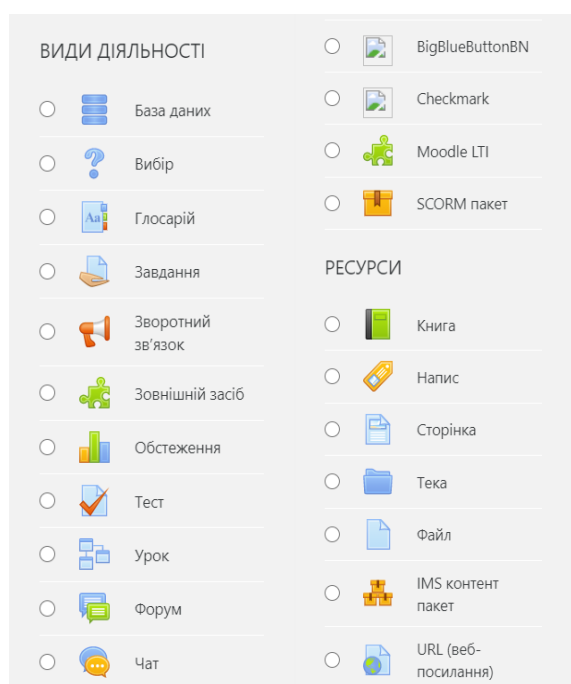 ВИДИ ДІЯЛЬНОСТІ
База даних
Вибір
Aa
Глосарій
Завдання
Зворотний
зв’язок
Зовнішній засіб
Обстеження
Тест
Урок
Форум
Чат
BigBlueButtonBN
Checkmark
Moodle LTI
SCORM пакет
РЕСУРСИ
Книга
Напис
Сторінка
Тека
Файл
IMS контент
пакет
URL (веб-
посилання)